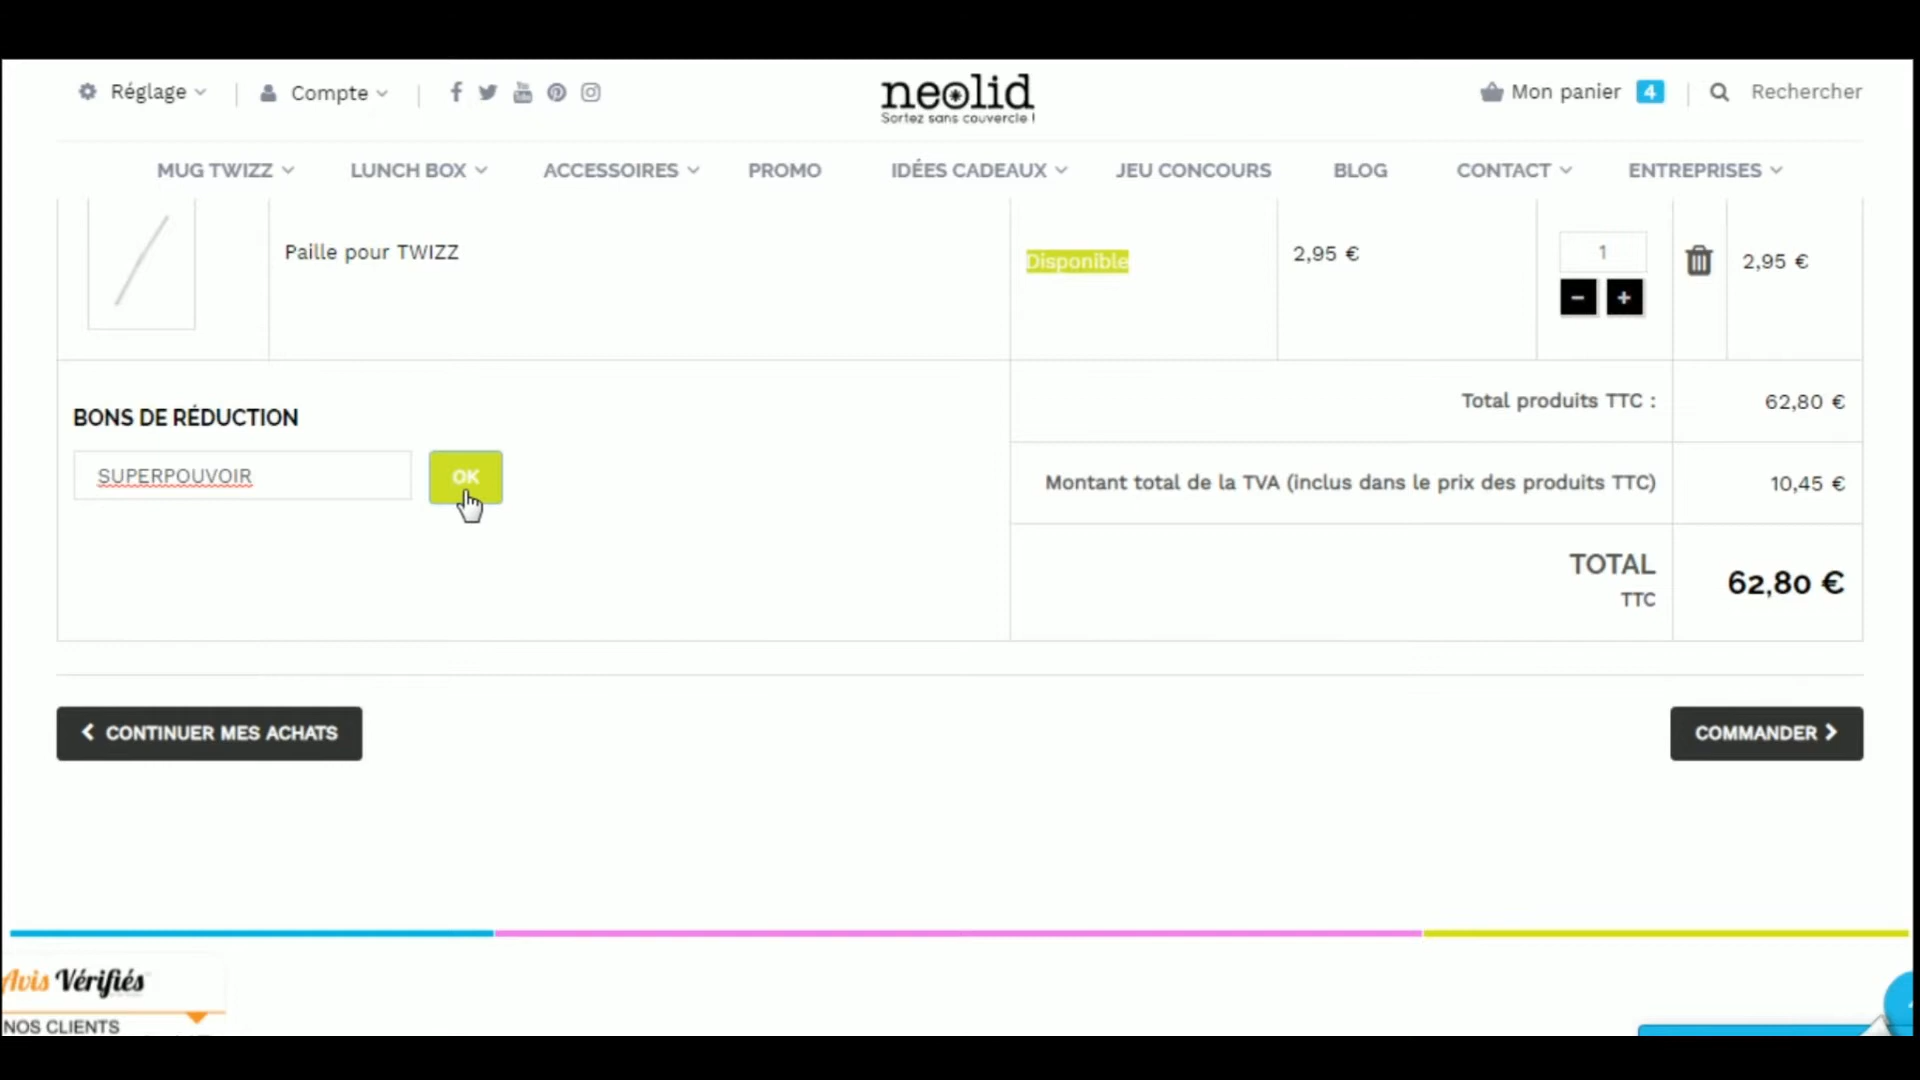 Réglage
Compte
neolid
Sortez sans couvercle !
Mon panier 4
Rechercher
MUG TWIZZ
LUNCH BOX
ACCESSOIRES
PROMO
IDÉES CADEAUX
JEU CONCOURS
BLOG
CONTACT
ENTREPRISES
Paille pour TWIZZ
Disponible
2,95 €
1
2,95 €
BONS DE RÉDUCTION
SUPERPOUVOIR
OK
Total produits TTC :
62,80 €
Montant total de la TVA (inclus dans le prix des produits TTC)
10,45 €
TOTAL
TTC
62,80 €
CONTINUER MES ACHATS
COMMANDER
Avis Vérifiés
NOS CLIENTS